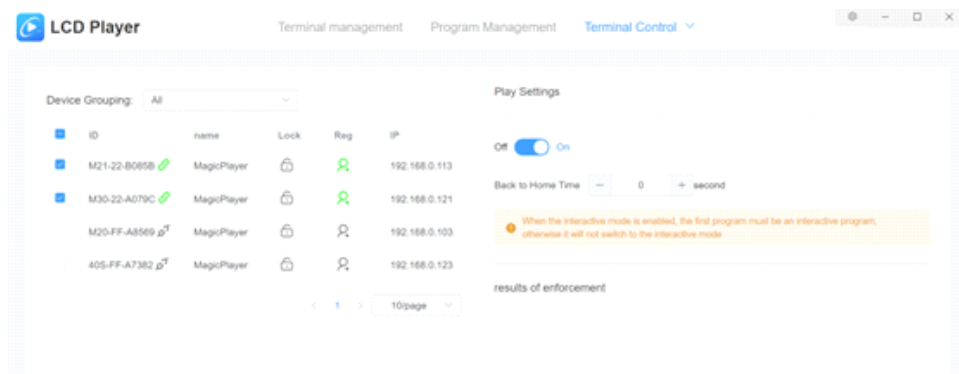 LCD Player
Terminal management Program Management Terminal Control
Device Grouping: All
ID name Lock Reg IP
M21-22-B085B MagicPlayer 192.168.0.113
M30-22-A079C MagicPlayer 192.168.0.121
M20-FF-A8569 MagicPlayer 192.168.0.103
40S-FF-A7382 MagicPlayer 192.168.0.123
< 1 > 10/page
Play Settings
Off On
Back to Home Time − 0 + second
When the interactive mode is enabled, the first program must be an interactive program,
otherwise it will not switch to the interactive mode
results of enforcement